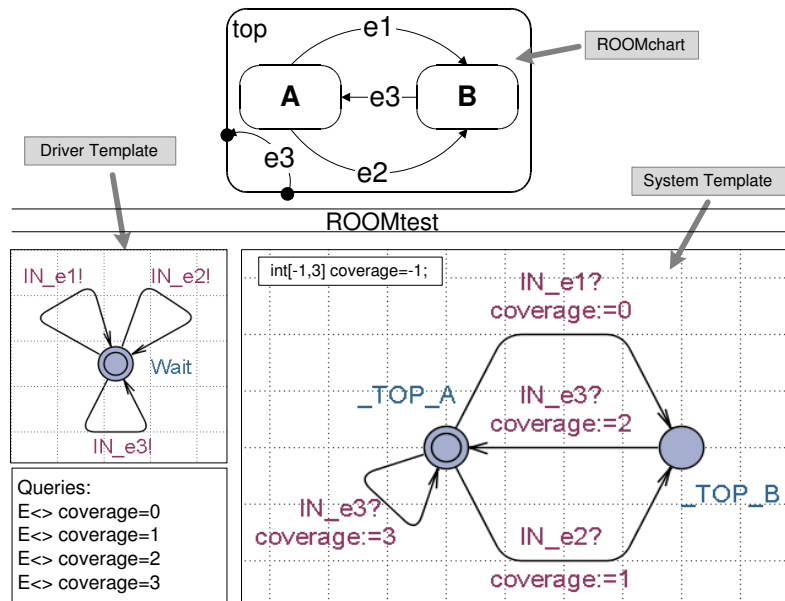 top
e1
ROOMchart
A
e3
B
e3
e2
Driver Template
System Template
ROOMtest
IN_e1!
IN_e2!
Wait
IN_e3!
int[-1,3] coverage=-1;
IN_e1?
coverage:=0
_TOP_A
IN_e3?
coverage:=2
_TOP_B
IN_e3?
coverage:=3
IN_e2?
coverage:=1
Queries:
E<> coverage=0
E<> coverage=1
E<> coverage=2
E<> coverage=3